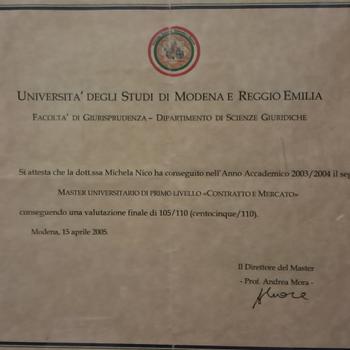 UNIVERSITA' DEGLI STUDI DI MODENA E REGGIO EMILIA
FACOLTA' DI GIURISPRUDENZA – DIPARTIMENTO DI SCIENZE GIURIDICHE
Si attesta che la dott.ssa Michela Nico ha conseguito nell'Anno Accademico 2003/2004 il seg
MASTER UNIVERSITARIO DI PRIMO LIVELLO «CONTRATTO E MERCATO»
conseguendo una valutazione finale di 105/110 (centocinque/110).
Modena, 15 aprile 2005.
Il Direttore del Master
- Prof. Andrea Mora -